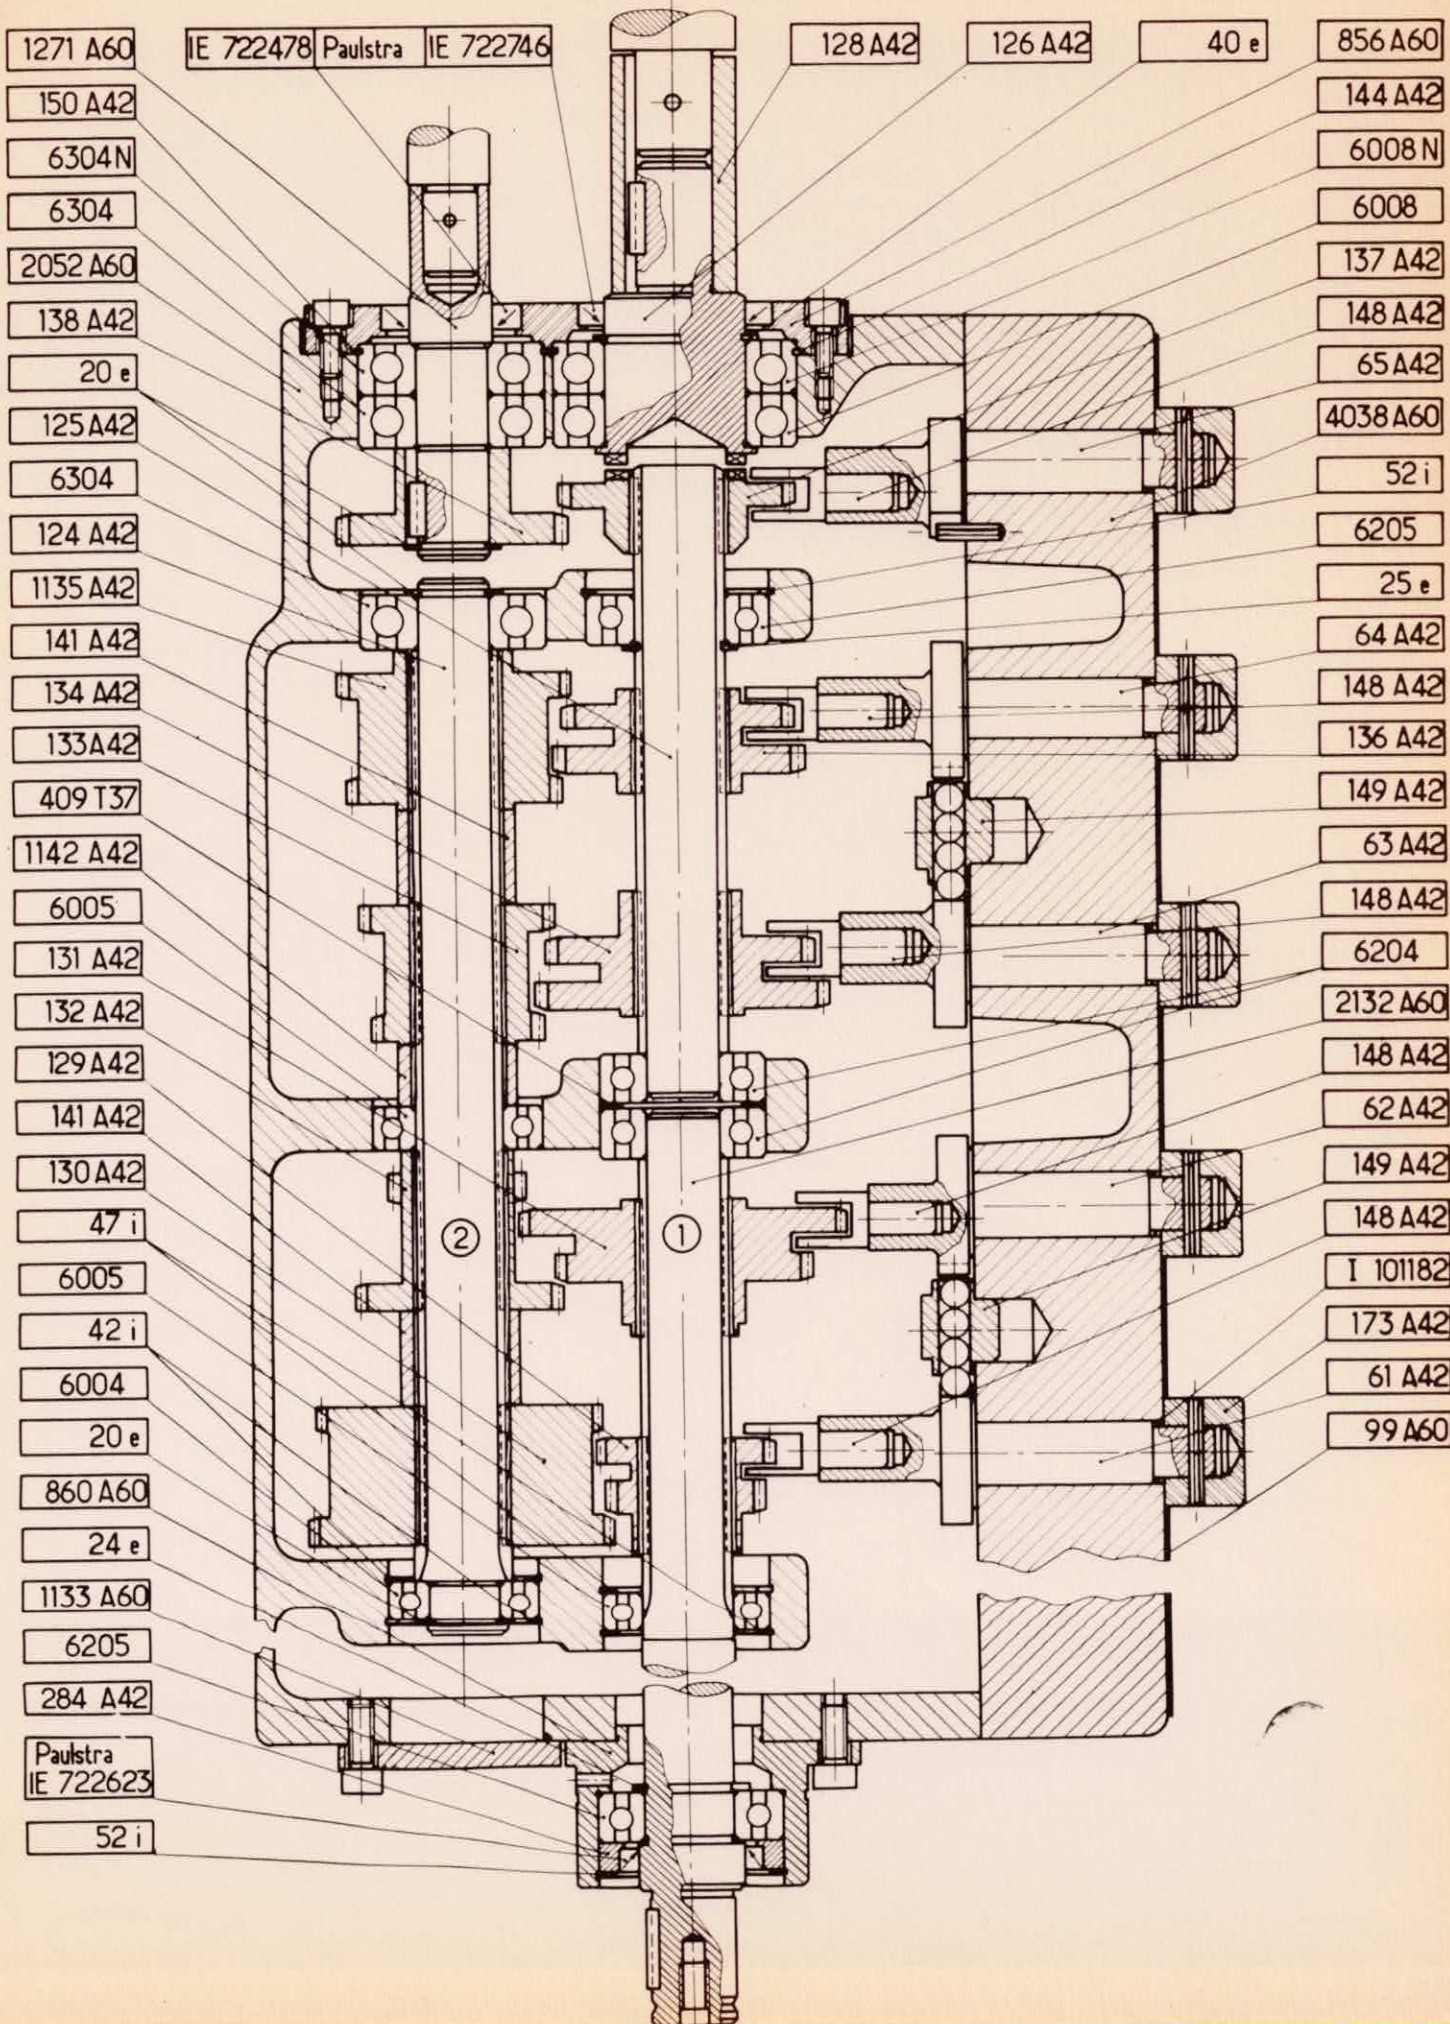 1271 A60
150 A42
6304 N
6304
2052 A60
138 A42
20 e
125 A42
6304
124 A42
1135 A42
141 A42
134 A42
133 A42
409 T37
1142 A42
6005
131 A42
132 A42
129 A42
141 A42
130 A42
47 i
6005
42 i
6004
20 e
860 A60
24 e
1133 A60
6205
284 A42
Paulstra
IE 722623
52 i
IE 722478 Paulstra IE 722746
128 A42
126 A42
40 e
2
1
856 A60
144 A42
6008 N
6008
137 A42
148 A42
65 A42
4038 A60
52 i
6205
25 e
64 A42
148 A42
136 A42
149 A42
63 A42
148 A42
6204
2132 A60
148 A42
62 A42
149 A42
148 A42
I 101182
173 A42
61 A42
99 A60